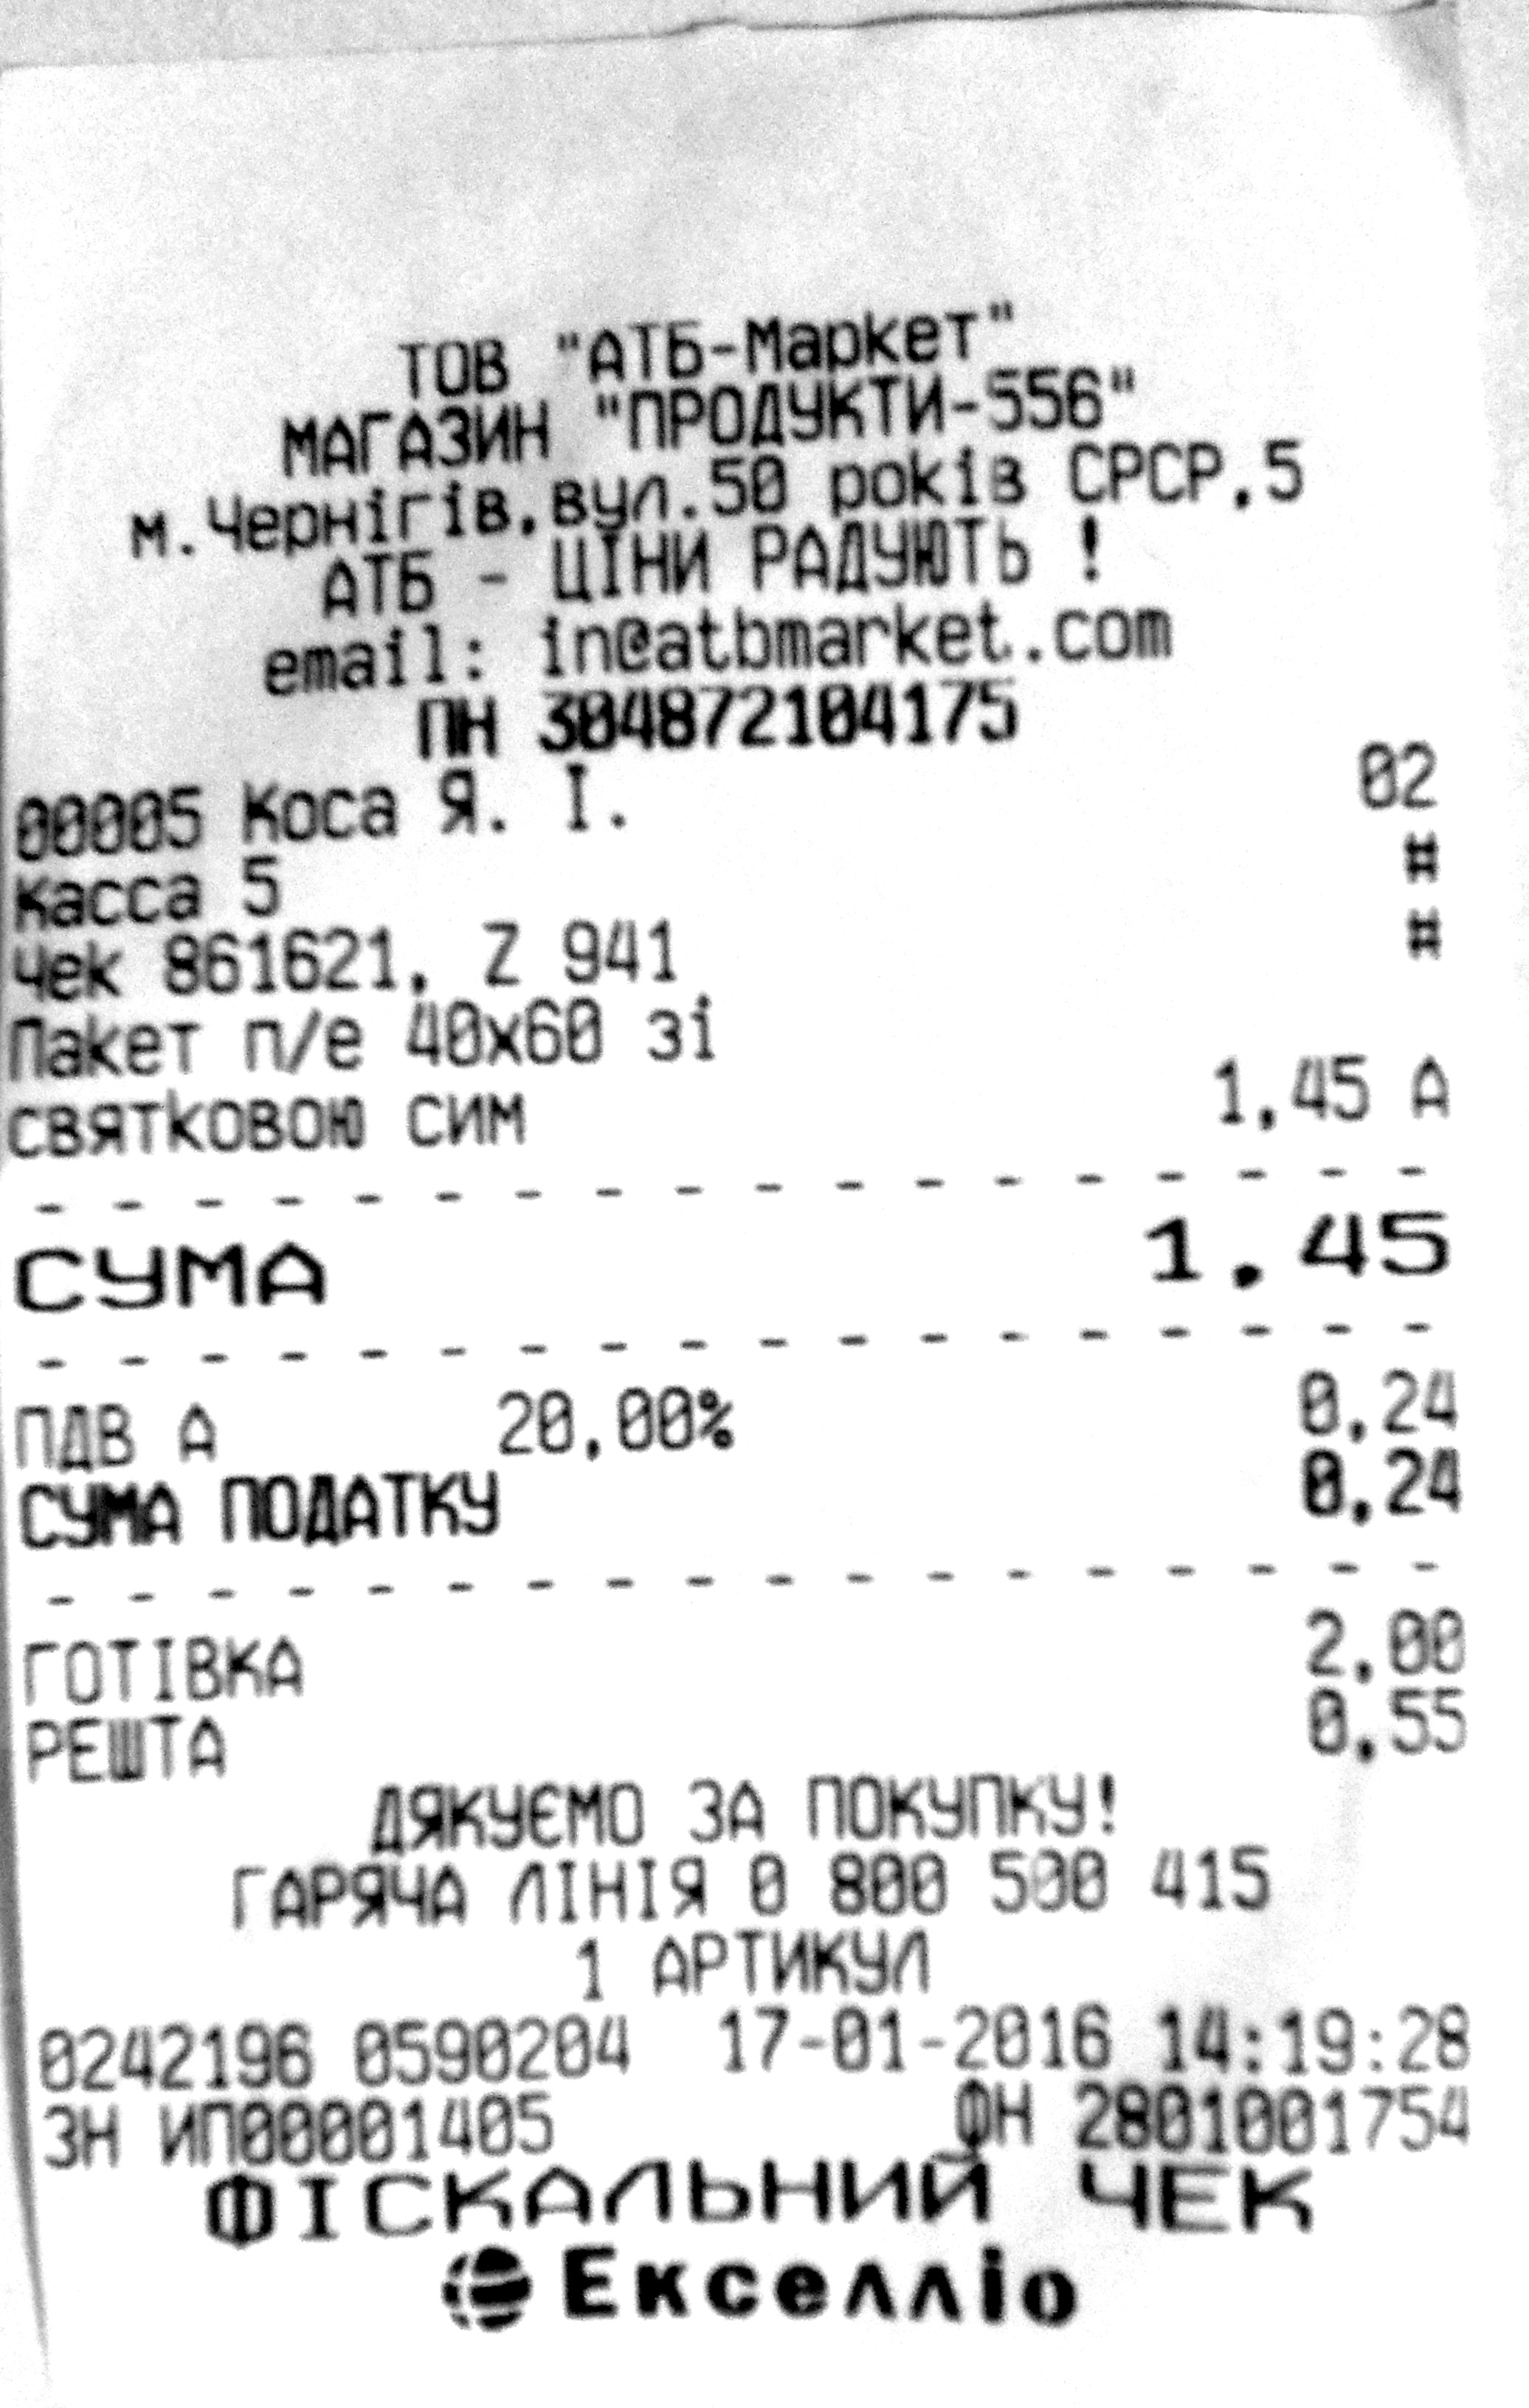 ТОВ "АТБ-Маркет"
МАГАЗИН "ПРОДУКТИ-556"
м.Чернігів,вул.50 років СРСР,5
АТБ - ЦІНИ РАДУЮТЬ !
email: in@atbmarket.com
ПН 304872104175
00005 Коса Я. І. 02
Касса 5 #
Чек 861621, Z 941 #
Пакет п/е 40x60 зі
святковою сим 1,45 А
- - - - - - - - - - - - - - - - - -
СУМА 1.45
- - - - - - - - - - - - - - - - - -
ПДВ А 20,00% 0,24
СУМА ПОДАТКУ 0,24
- - - - - - - - - - - - - - - - - -
ГОТІВКА 2,00
РЕШТА 0,55
ДЯКУЄМО ЗА ПОКУПКУ!
ГАРЯЧА ЛІНІЯ 0 800 500 415
1 АРТИКУЛ
0242196 0590204 17-01-2016 14:19:28
ЗН ИП00001405 ФН 2801001754
ФІСКАЛЬНИЙ ЧЕК
Екселліо